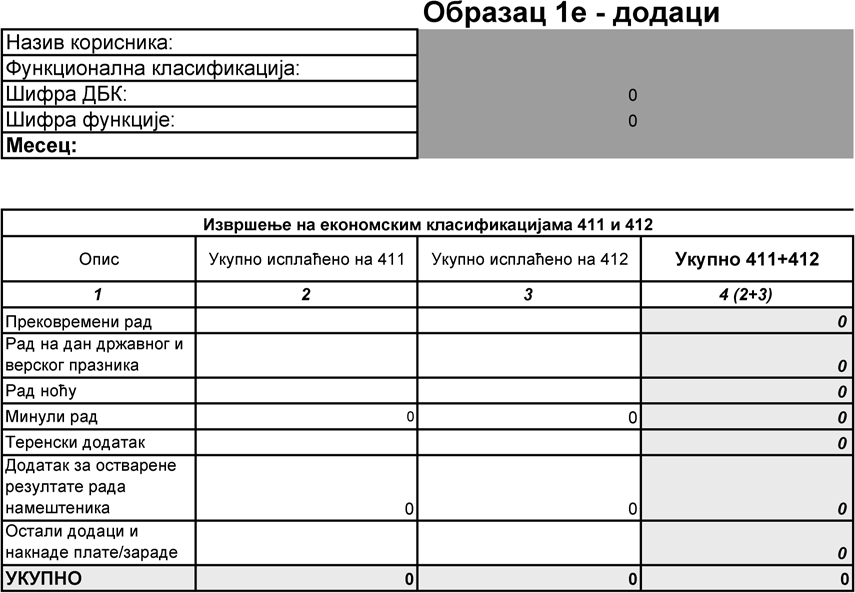 Образац 1е - додаци
Назив корисника:
Функционална класификација:
Шифра ДБК: 0
Шифра функције: 0
Месец:
Извршење на економским класификацијама 411 и 412
Опис Укупно исплаћено на 411 Укупно исплаћено на 412 Укупно 411+412
1 2 3 4 (2+3)
Прековремени рад 0
Рад на дан државног и
верског празника 0
Рад ноћу 0
Минули рад 0 0 0
Теренски додатак 0
Додатак за остварене
резултате рада
намештеника 0 0 0
Остали додаци и
накнаде плате/зараде 0
УКУПНО 0 0 0